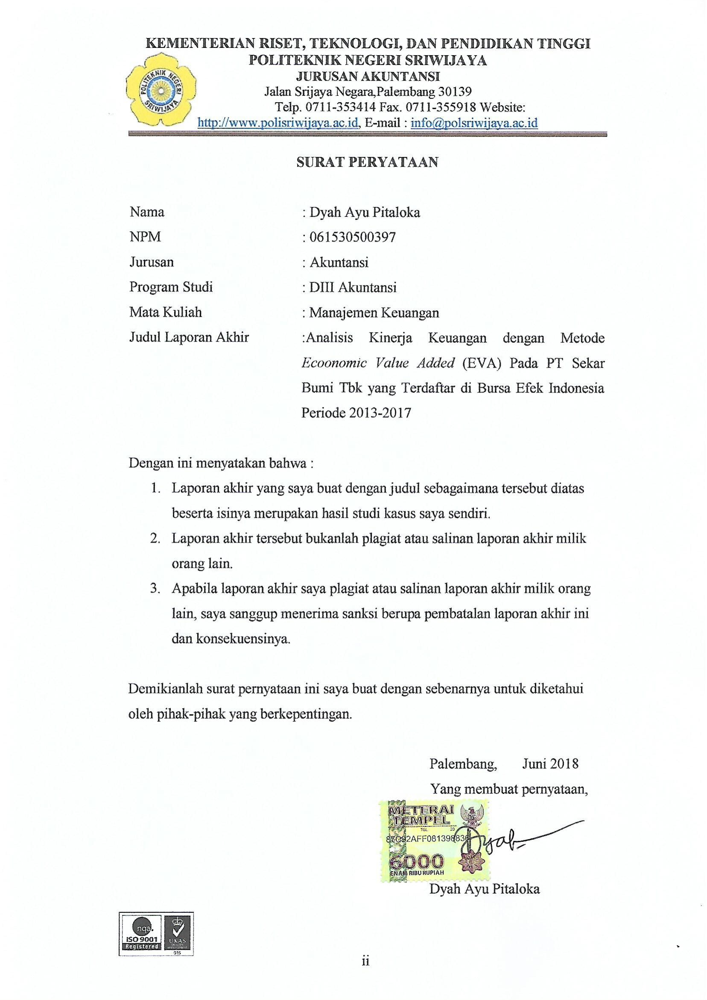 KEMENTERIAN RISET, TEKNOLOGI, DAN PENDIDIKAN TINGGI
POLITEKNIK NEGERI SRIWIJAYA
JURUSAN AKUNTANSI
Jalan Srijaya Negara,Palembang 30139
Telp. 0711-353414 Fax. 0711-355918 Website:
http://www.polisriwijaya.ac.id, E-mail : info@polsriwijaya.ac.id
POLITEKNIK NEGERI
SRIWIJAYA
SURAT PERYATAAN
Nama : Dyah Ayu Pitaloka
NPM : 061530500397
Jurusan : Akuntansi
Program Studi : DIII Akuntansi
Mata Kuliah : Manajemen Keuangan
Judul Laporan Akhir :Analisis Kinerja Keuangan dengan Metode
Ecoonomic Value Added (EVA) Pada PT Sekar
Bumi Tbk yang Terdaftar di Bursa Efek Indonesia
Periode 2013-2017
Dengan ini menyatakan bahwa :
1. Laporan akhir yang saya buat dengan judul sebagaimana tersebut diatas
beserta isinya merupakan hasil studi kasus saya sendiri.
2. Laporan akhir tersebut bukanlah plagiat atau salinan laporan akhir milik
orang lain.
3. Apabila laporan akhir saya plagiat atau salinan laporan akhir milik orang
lain, saya sanggup menerima sanksi berupa pembatalan laporan akhir ini
dan konsekuensinya.
Demikianlah surat pernyataan ini saya buat dengan sebenarnya untuk diketahui
oleh pihak-pihak yang berkepentingan.
Palembang, Juni 2018
Yang membuat pernyataan,
METERAI
TEMPEL
TGL. 20
87C92AFF081398836
Dyah
6000
ENAM RIBU RUPIAH
Dyah Ayu Pitaloka
nqa.
ISO 9001
Registered
UKAS
015
ii